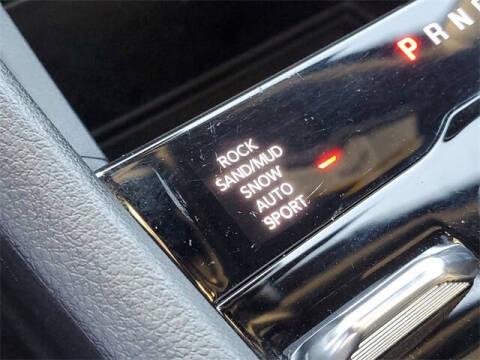 P R N D
ROCK
SAND/MUD
SNOW
AUTO
SPORT